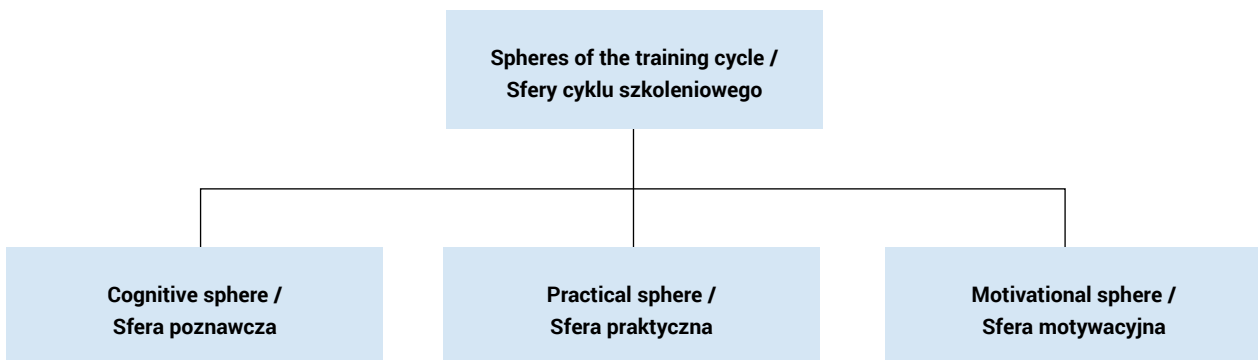 Spheres of the training cycle /
Sfery cyklu szkoleniowego
Cognitive sphere /
Sfera poznawcza
Practical sphere /
Sfera praktyczna
Motivational sphere /
Sfera motywacyjna